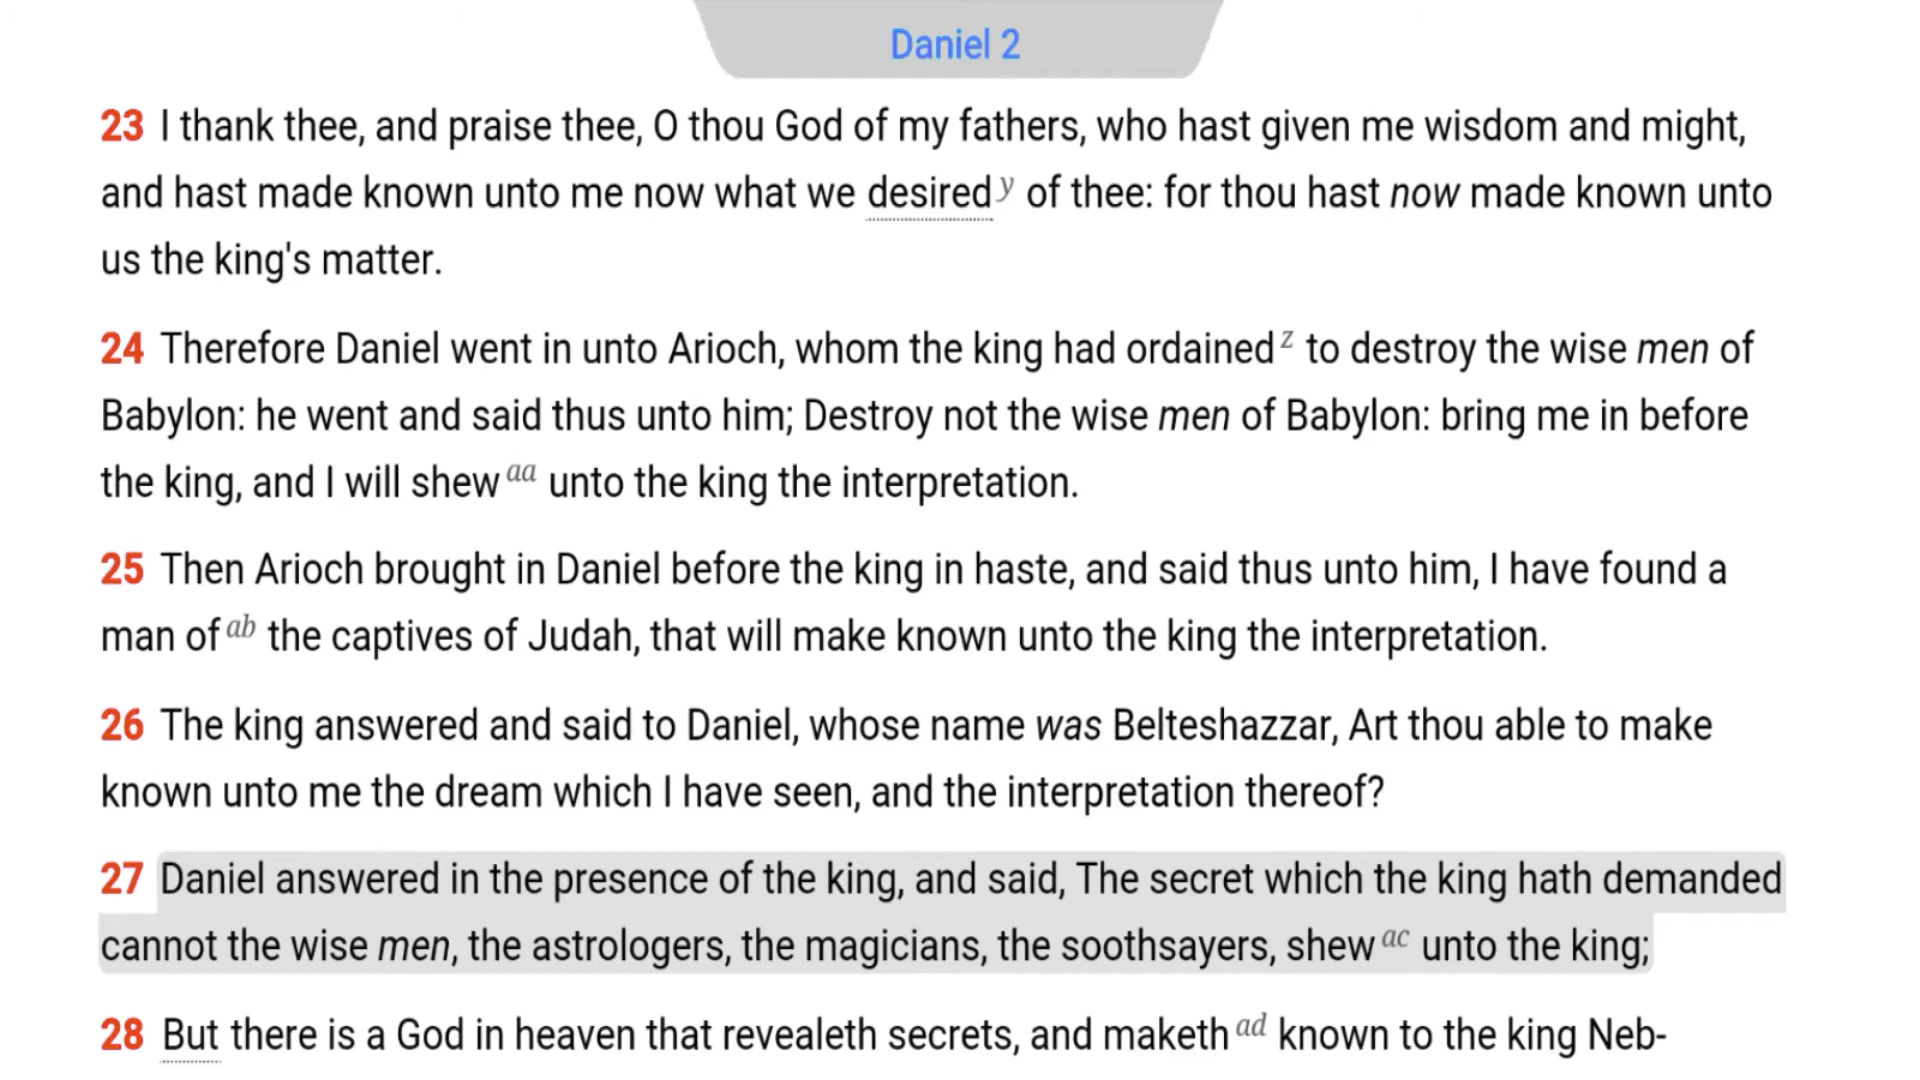 Daniel 2
23 I thank thee, and praise thee, O thou God of my fathers, who hast given me wisdom and might,
and hast made known unto me now what we desired y of thee: for thou hast now made known unto
us the king's matter.
24 Therefore Daniel went in unto Arioch, whom the king had ordained z to destroy the wise men of
Babylon: he went and said thus unto him; Destroy not the wise men of Babylon: bring me in before
the king, and I will shew aa unto the king the interpretation.
25 Then Arioch brought in Daniel before the king in haste, and said thus unto him, I have found a
man of ab the captives of Judah, that will make known unto the king the interpretation.
26 The king answered and said to Daniel, whose name was Belteshazzar, Art thou able to make
known unto me the dream which I have seen, and the interpretation thereof?
27 Daniel answered in the presence of the king, and said, The secret which the king hath demanded
cannot the wise men, the astrologers, the magicians, the soothsayers, shew ac unto the king;
28 But there is a God in heaven that revealeth secrets, and maketh ad known to the king Neb-